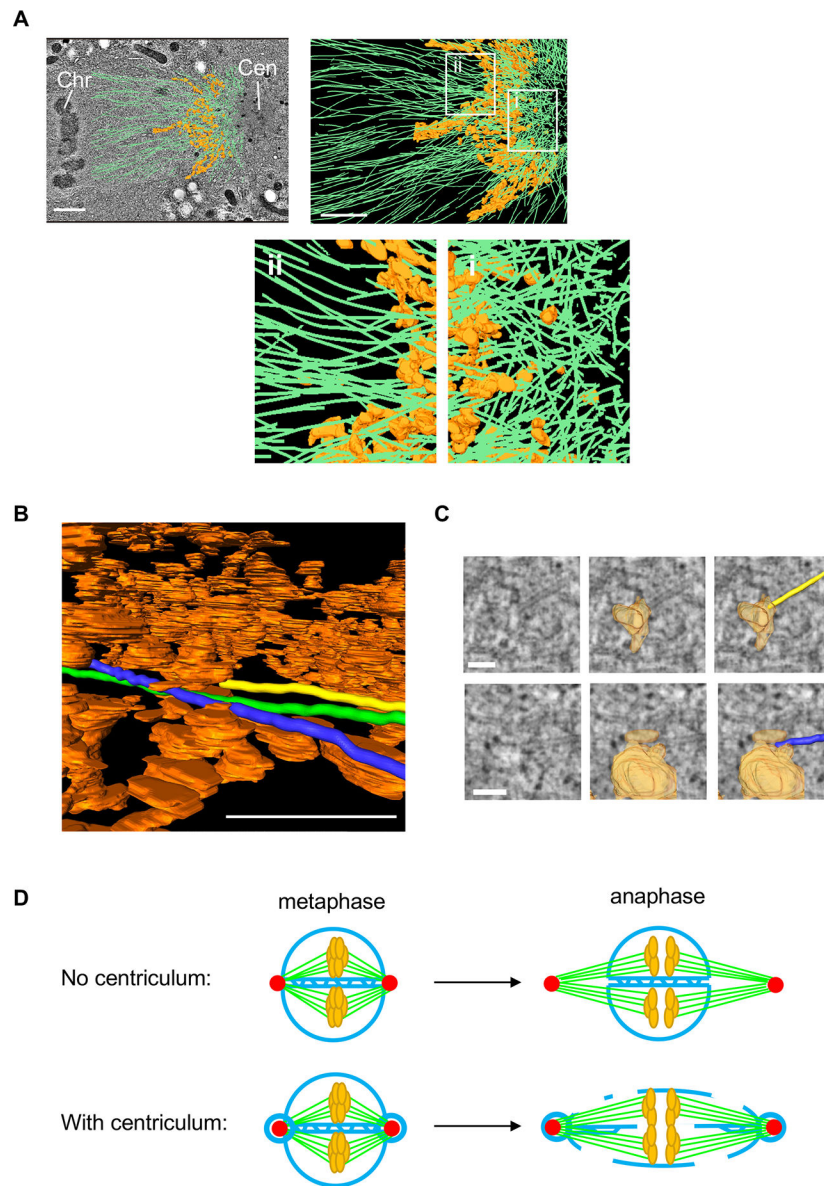 A
Chr
Cen
ii
i
ii
i
B
C
D
metaphase
anaphase
No centriculum:
With centriculum: